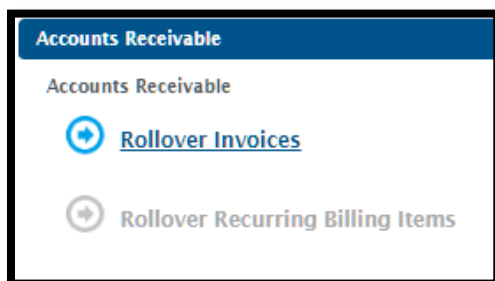 Accounts Receivable
Accounts Receivable
Rollover Invoices
Rollover Recurring Billing Items